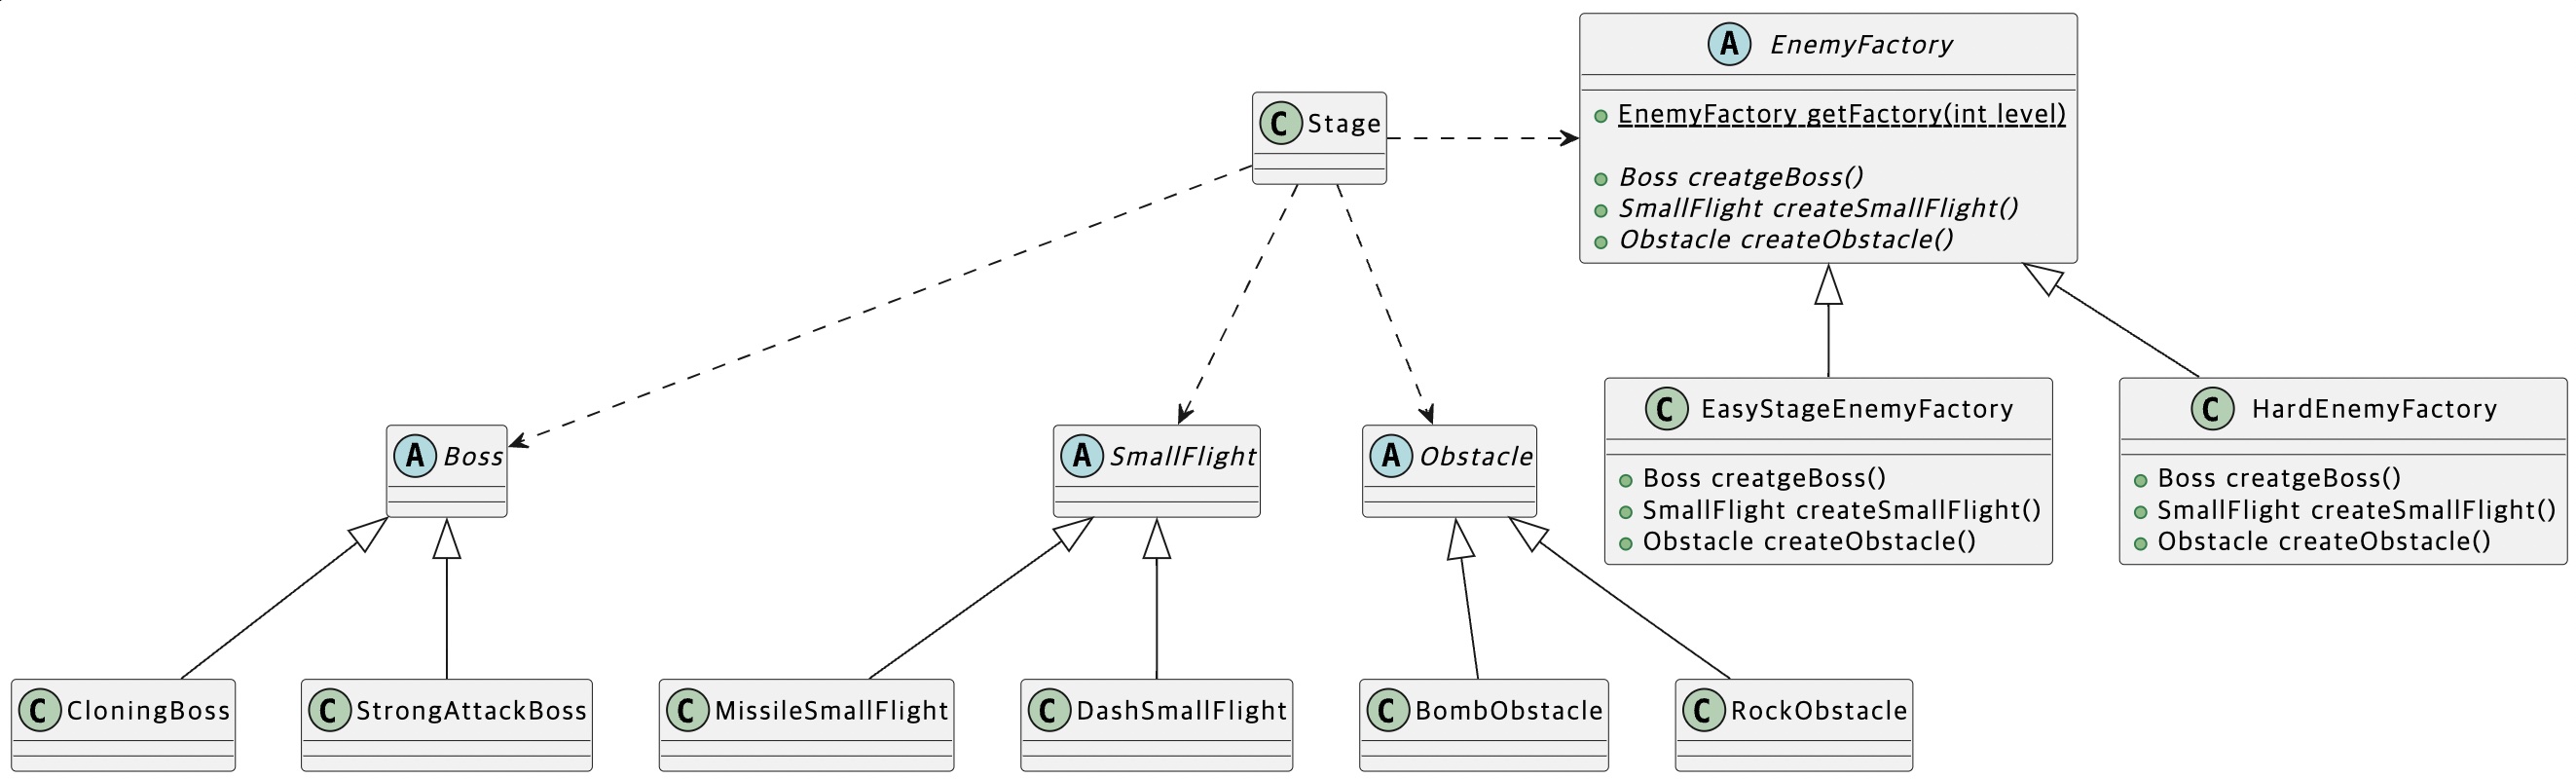 A EnemyFactory
EnemyFactory getFactory(int level)
Boss creatgeBoss()
SmallFlight createSmallFlight()
Obstacle createObstacle()
C Stage
A Boss
A SmallFlight
A Obstacle
C EasyStageEnemyFactory
Boss creatgeBoss()
SmallFlight createSmallFlight()
Obstacle createObstacle()
C HardEnemyFactory
Boss creatgeBoss()
SmallFlight createSmallFlight()
Obstacle createObstacle()
C CloningBoss
C StrongAttackBoss
C MissileSmallFlight
C DashSmallFlight
C BombObstacle
C RockObstacle